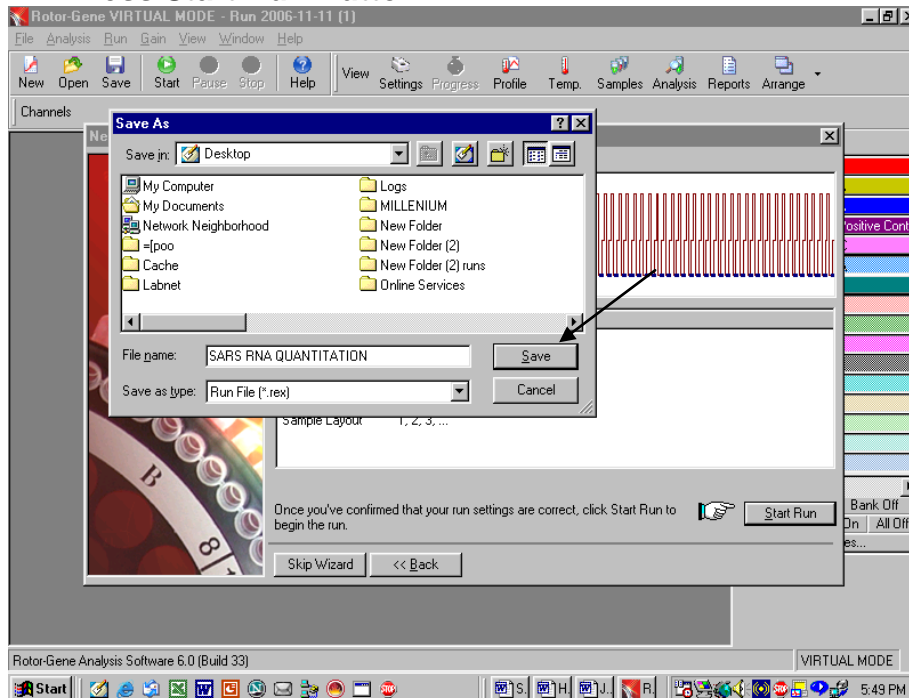 Rotor-Gene VIRTUAL MODE - Run 2006-11-11 (1)
File Analysis Run Gain View Window Help
New Open Save Start Pause Stop Help View Settings Progress Profile Temp. Samples Analysis Reports Arrange
Channels
Save As
Ne
Save in: Desktop
My Computer
My Documents
Network Neighborhood
=[poo
Cache
Labnet
Logs
MILLENIUM
New Folder
New Folder (2)
New Folder (2) runs
Online Services
File name: SARS RNA QUANTITATION Save
Save as type: Run File (*.rex) Cancel
ositive Cont
Sample Layout 1, 2, 3, ...
B
8
Once you've confirmed that your run settings are correct, click Start Run to
begin the run.
Start Run
Bank Off
On All Off
es...
Skip Wizard << Back
Rotor-Gene Analysis Software 6.0 (Build 33) VIRTUAL MODE
Start S. H. J.. R. 5:49 PM